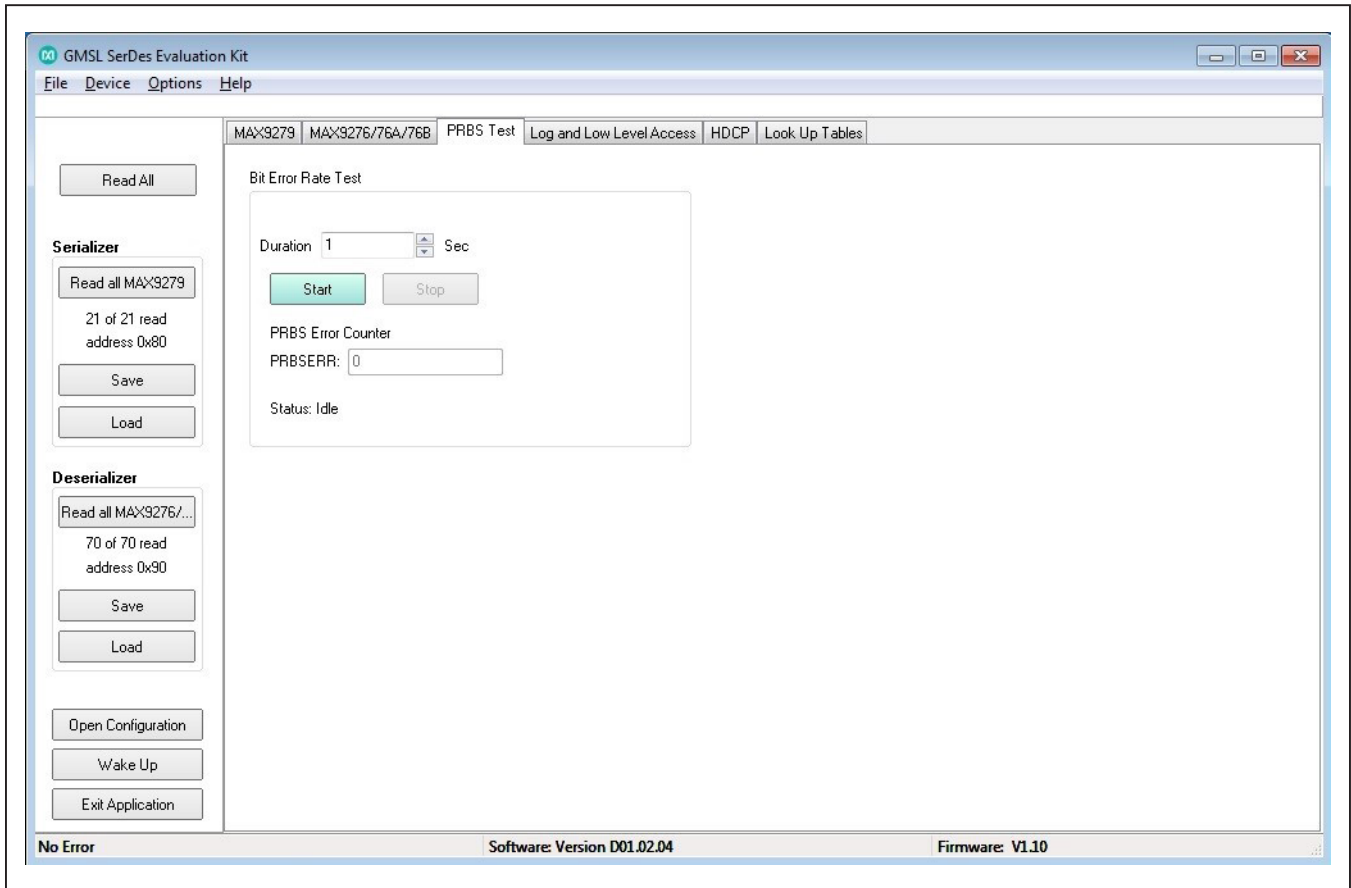 GMSL SerDes Evaluation Kit
File Device Options Help
MAX9279 MAX9276/76A/76B PRBS Test Log and Low Level Access HDCP Look Up Tables
Read All
Serializer
Read all MAX9279
21 of 21 read
address 0x80
Save
Load
Deserializer
Read all MAX9276/...
70 of 70 read
address 0x90
Save
Load
Open Configuration
Wake Up
Exit Application
Bit Error Rate Test
Duration 1 Sec
Start Stop
PRBS Error Counter
PRBSERR: 0
Status: Idle
No Error Software: Version D01.02.04 Firmware: V1.10